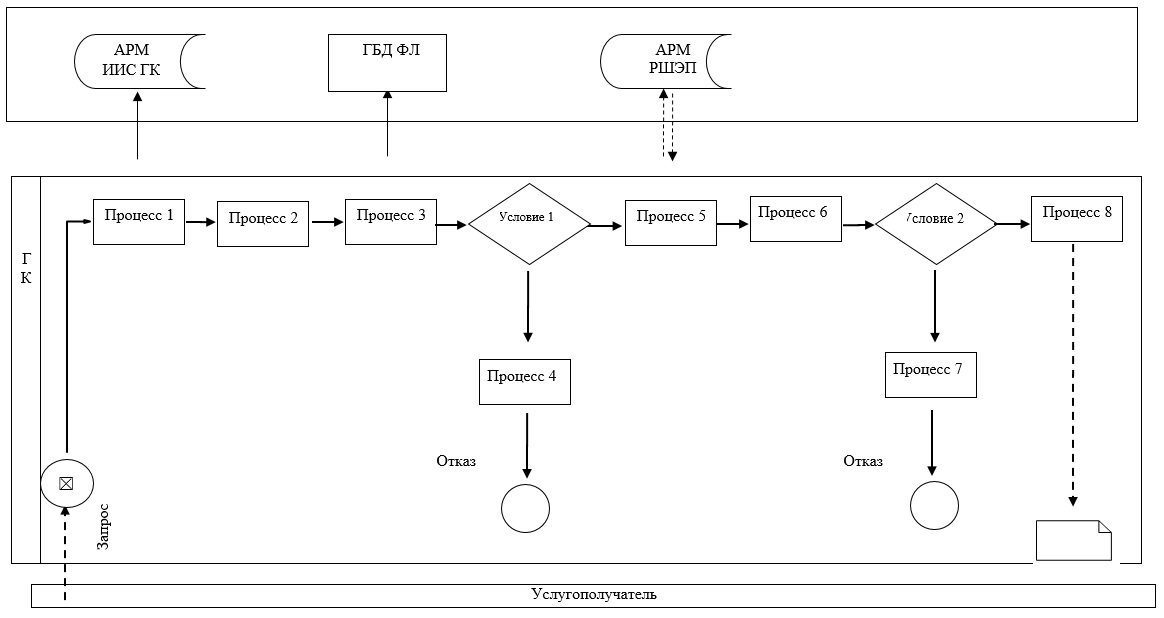 АРМ
ИИС ГК
ГБД ФЛ
АРМ
РШЭП
Г
К
Процесс 1
Процесс 2
Процесс 3
Условие 1
Процесс 5
Процесс 6
Условие 2
Процесс 8
Процесс 4
Процесс 7
Отказ
Отказ
Запрос
Услугополучатель